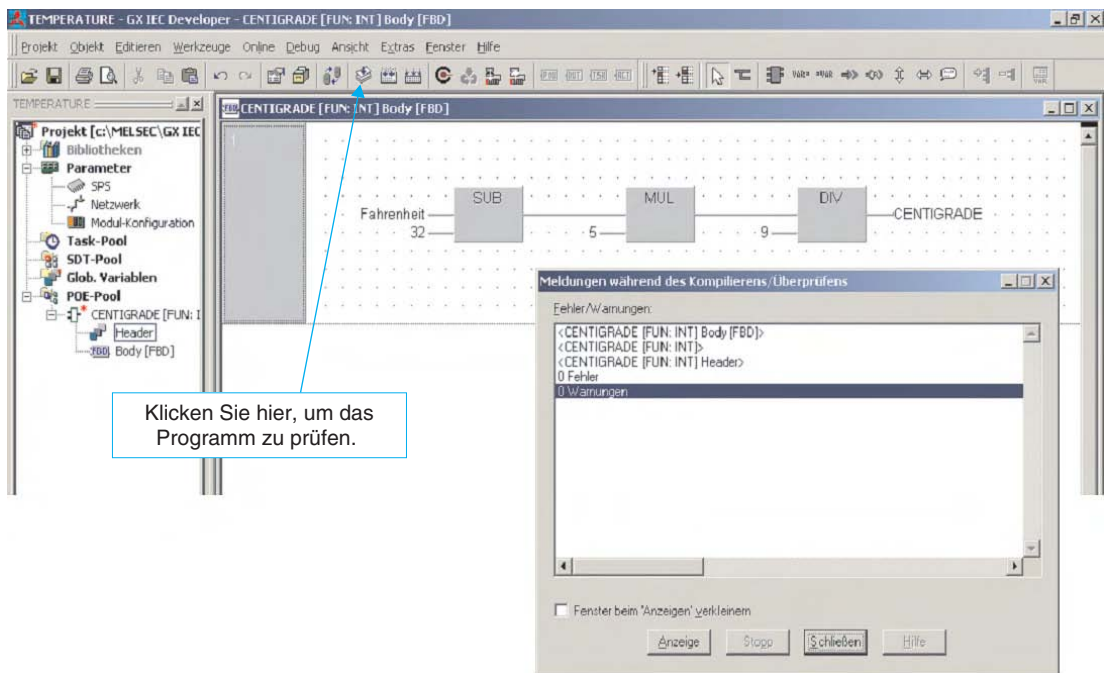 TEMPERATURE - GX IEC Developer - CENTIGRADE [FUN: INT] Body [FBD]
Projekt Objekt Editieren Werkzeuge Online Debug Ansicht Extras Fenster Hilfe
TEMPERATURE
Projekt [c:\MELSEC\GX IEC
Bibliotheken
Parameter
SPS
Netzwerk
Modul-Konfiguration
Task-Pool
SDT-Pool
Glob. Variablen
POE-Pool
CENTIGRADE [FUN: I
Header
Body [FBD]
CENTIGRADE [FUN: INT] Body [FBD]
SUB MUL DIV
Fahrenheit CENTIGRADE
32 5 9
Klicken Sie hier, um das
Programm zu prüfen.
Meldungen während des Kompilierens/Überprüfens
Fehler/Warnungen:
<CENTIGRADE [FUN: INT] Body [FBD]>
<CENTIGRADE [FUN: INT]>
<CENTIGRADE [FUN: INT] Header>
0 Fehler
0 Warnungen
Fenster beim 'Anzeigen' verkleinern
Anzeige Stopp Schließen Hilfe